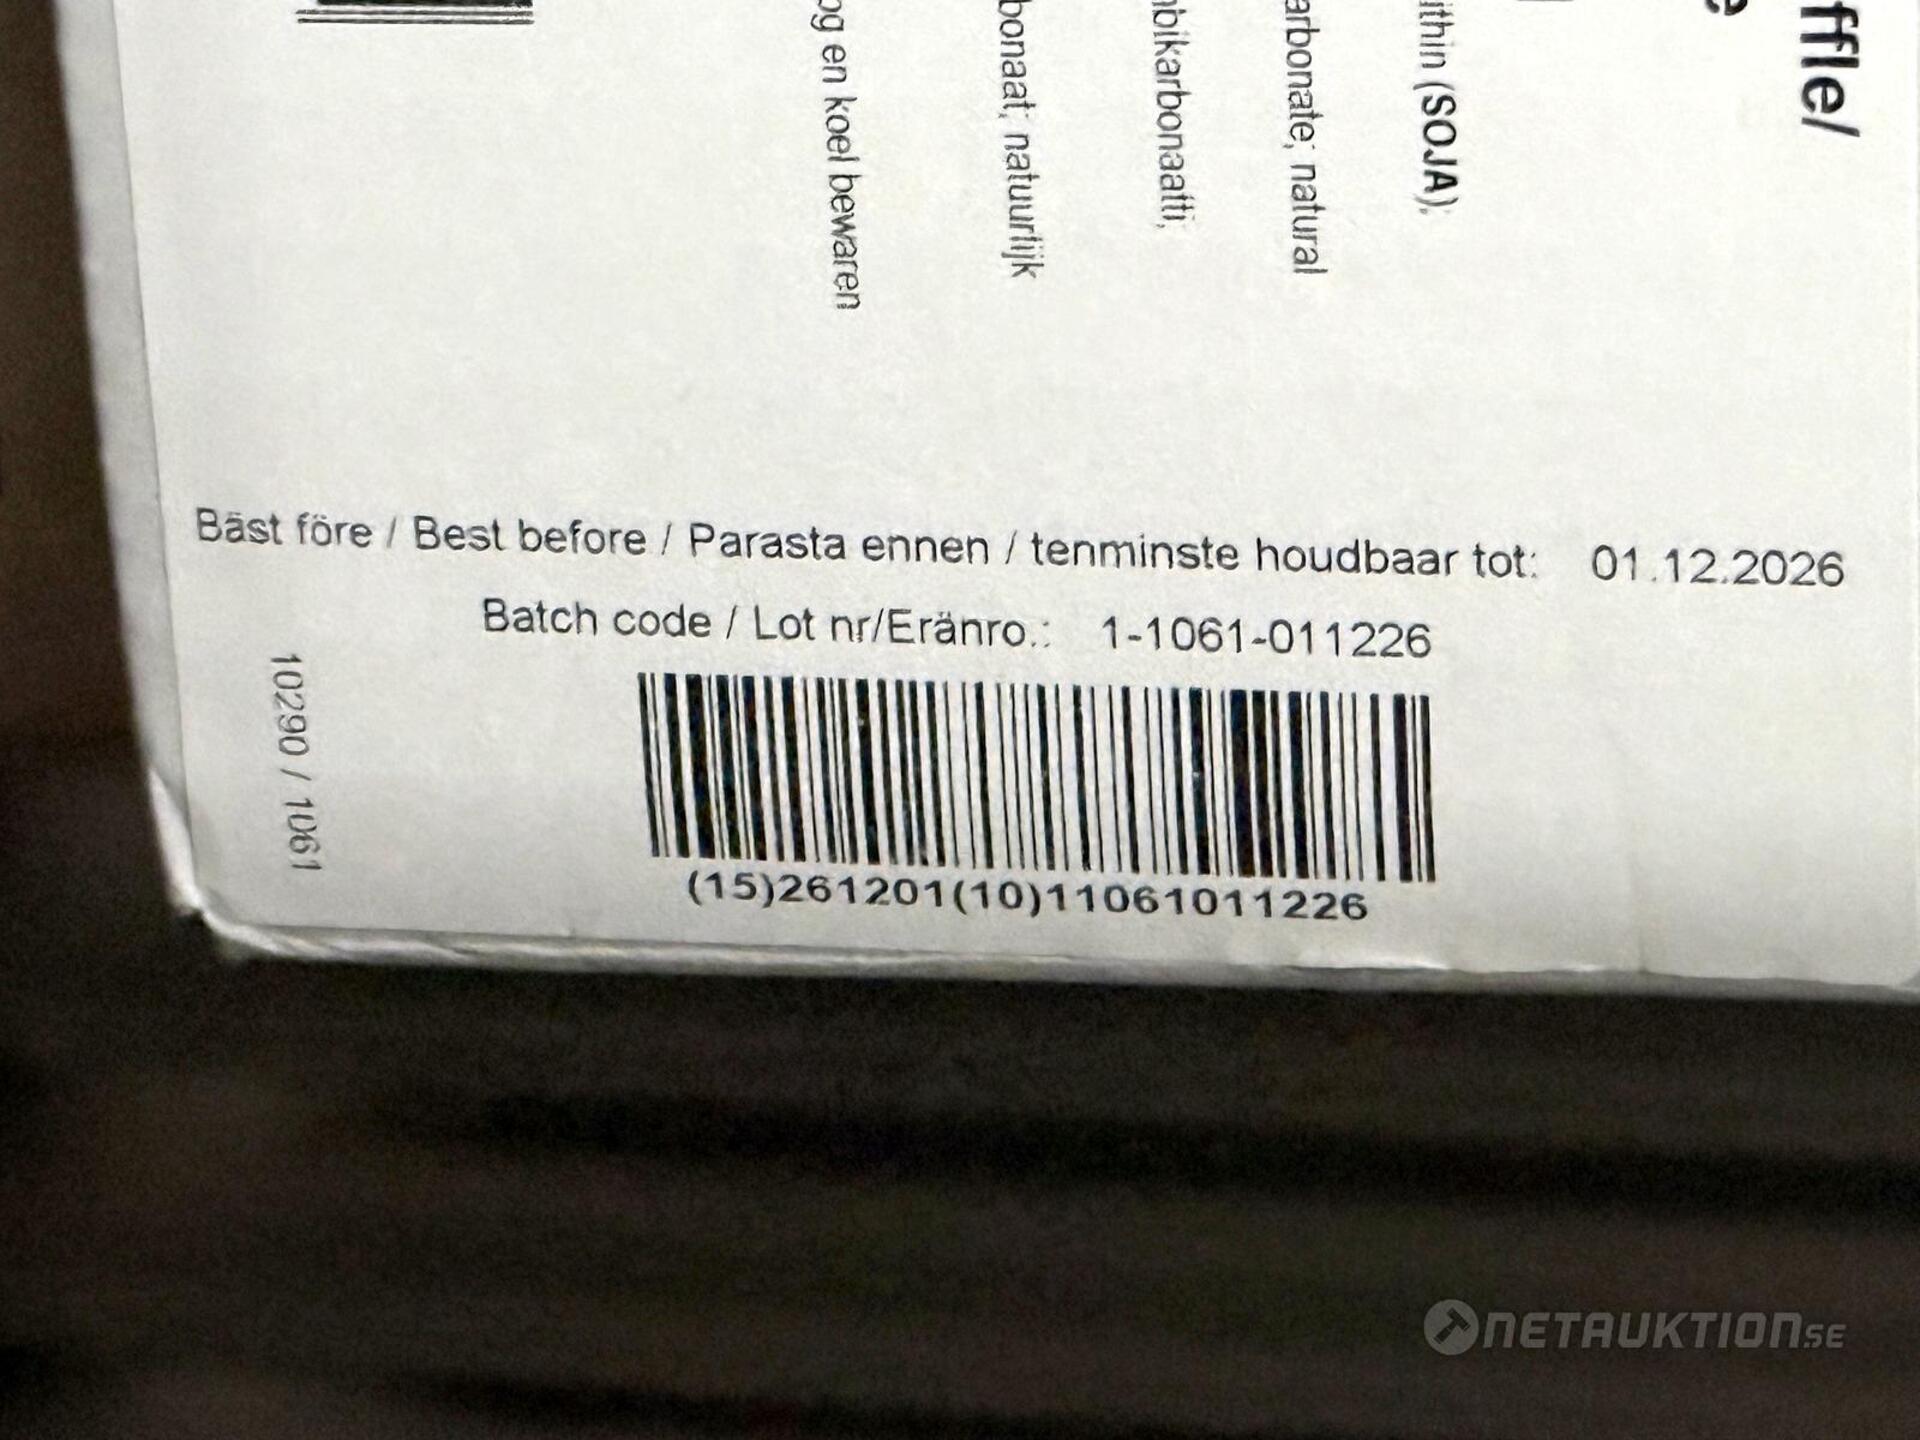 ffle/
ithin (SOJA);
arbonate; natural
bikarbonaatti;
bonaat; natuurlijk
og en koel bewaren
Bäst före / Best before / Parasta ennen / tenminste houdbaar tot: 01.12.2026
Batch code / Lot nr/Eränro.: 1-1061-011226
10290 / 1061
(15)261201(10)11061011226
NETAUKTION.SE